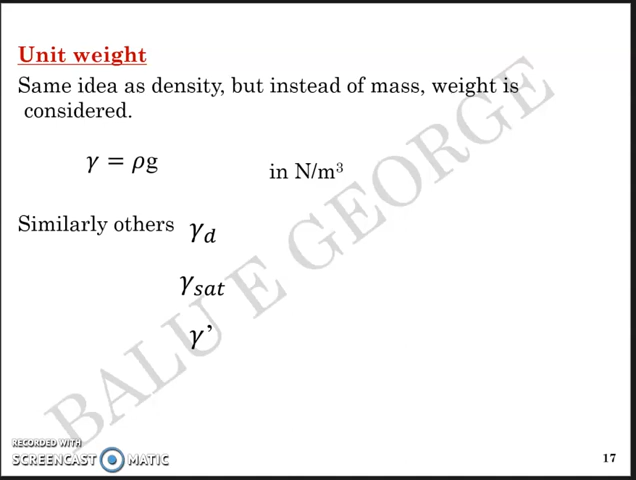 Unit weight
Same idea as density, but instead of mass, weight is
considered.
γ = ρg in N/m³
Similarly others γ_d
γ_sat
γ’
BALU E GEORGE
RECORDED WITH
SCREENCAST MATIC
17